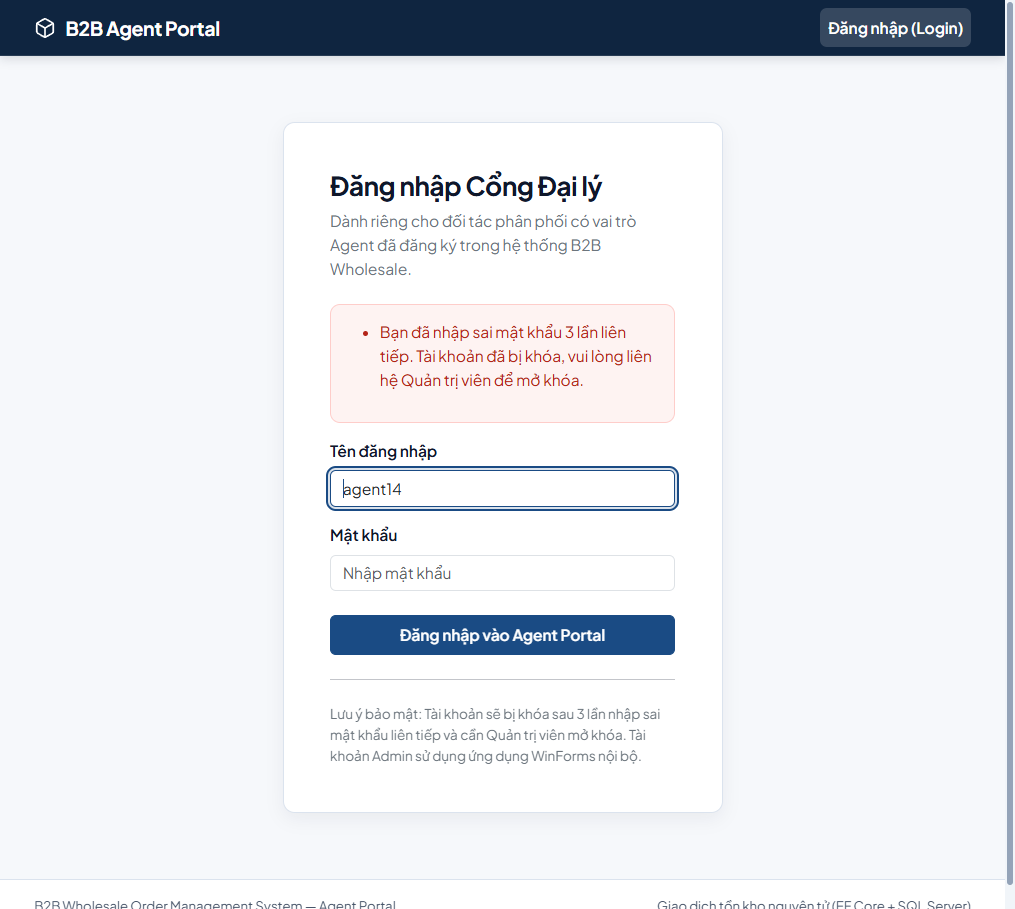 B2B Agent Portal
Đăng nhập (Login)
Đăng nhập Cổng Đại lý
Dành riêng cho đối tác phân phối có vai trò
Agent đã đăng ký trong hệ thống B2B
Wholesale.
Bạn đã nhập sai mật khẩu 3 lần liên
tiếp. Tài khoản đã bị khóa, vui lòng liên
hệ Quản trị viên để mở khóa.
Tên đăng nhập
agent14
Mật khẩu
Nhập mật khẩu
Đăng nhập vào Agent Portal
Lưu ý bảo mật: Tài khoản sẽ bị khóa sau 3 lần nhập sai
mật khẩu liên tiếp và cần Quản trị viên mở khóa. Tài
khoản Admin sử dụng ứng dụng WinForms nội bộ.
B2B Wholesale Order Management System — Agent Portal
Giao dịch tồn kho nguyên tử (EF Core + SQL Server)